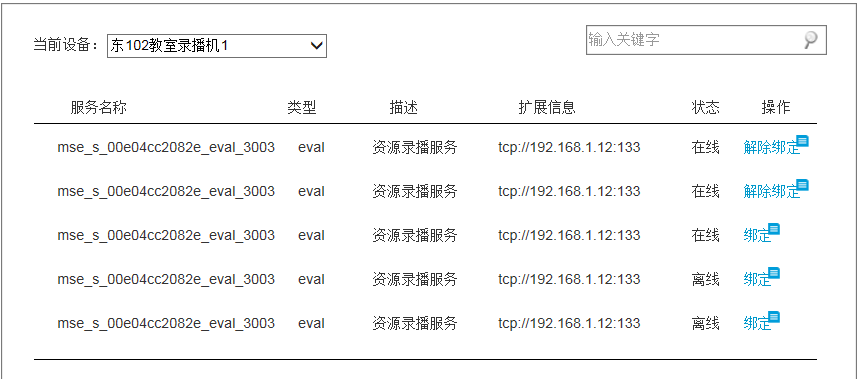 当前设备： 东102教室录播机1 输入关键字
服务名称 类型 描述 扩展信息 状态 操作
mse_s_00e04cc2082e_eval_3003 eval 资源录播服务 tcp://192.168.1.12:133 在线 解除绑定
mse_s_00e04cc2082e_eval_3003 eval 资源录播服务 tcp://192.168.1.12:133 在线 解除绑定
mse_s_00e04cc2082e_eval_3003 eval 资源录播服务 tcp://192.168.1.12:133 在线 绑定
mse_s_00e04cc2082e_eval_3003 eval 资源录播服务 tcp://192.168.1.12:133 离线 绑定
mse_s_00e04cc2082e_eval_3003 eval 资源录播服务 tcp://192.168.1.12:133 离线 绑定